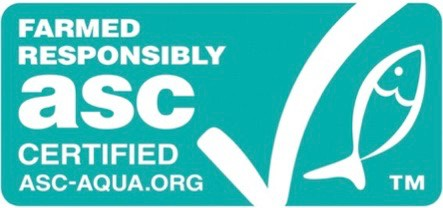 FARMED
RESPONSIBLY
asc
CERTIFIED
ASC-AQUA.ORG
TM